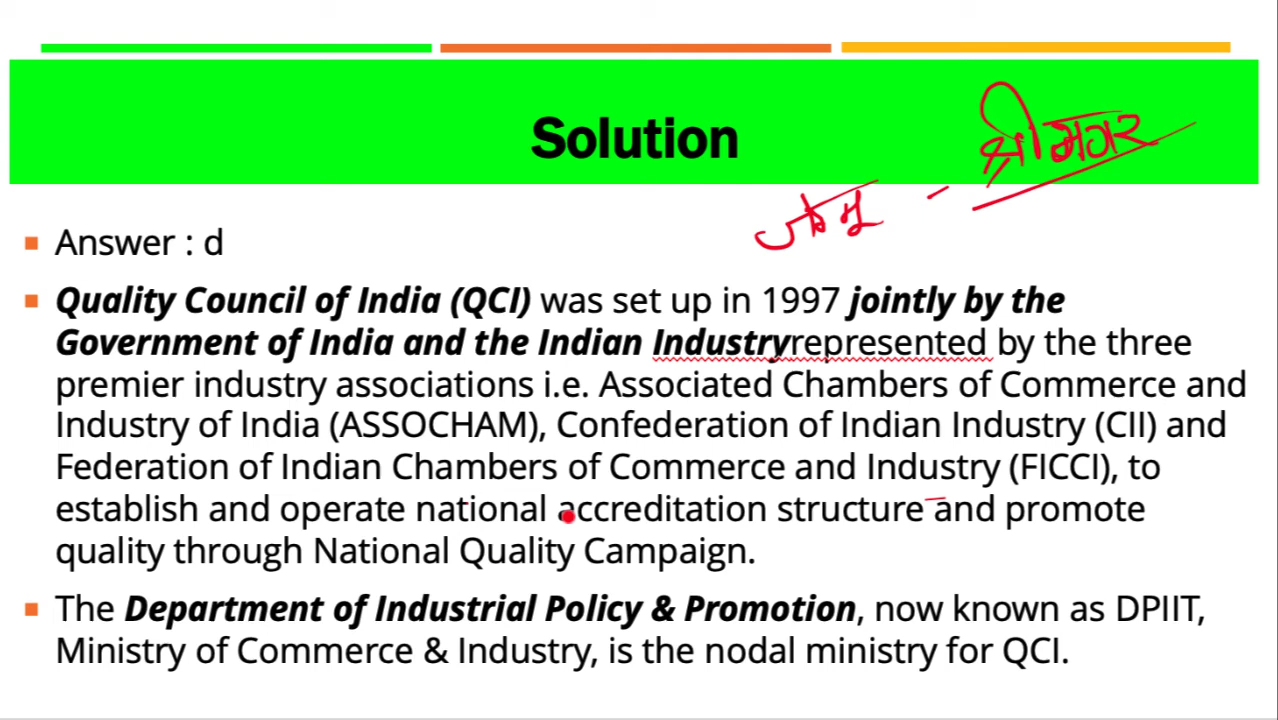 Solution
श्रीनगर
जम्मू -
Answer : d
Quality Council of India (QCI) was set up in 1997 jointly by the
Government of India and the Indian Industryrepresented by the three
premier industry associations i.e. Associated Chambers of Commerce and
Industry of India (ASSOCHAM), Confederation of Indian Industry (CII) and
Federation of Indian Chambers of Commerce and Industry (FICCI), to
establish and operate national accreditation structure and promote
quality through National Quality Campaign.
The Department of Industrial Policy & Promotion, now known as DPIIT,
Ministry of Commerce & Industry, is the nodal ministry for QCI.